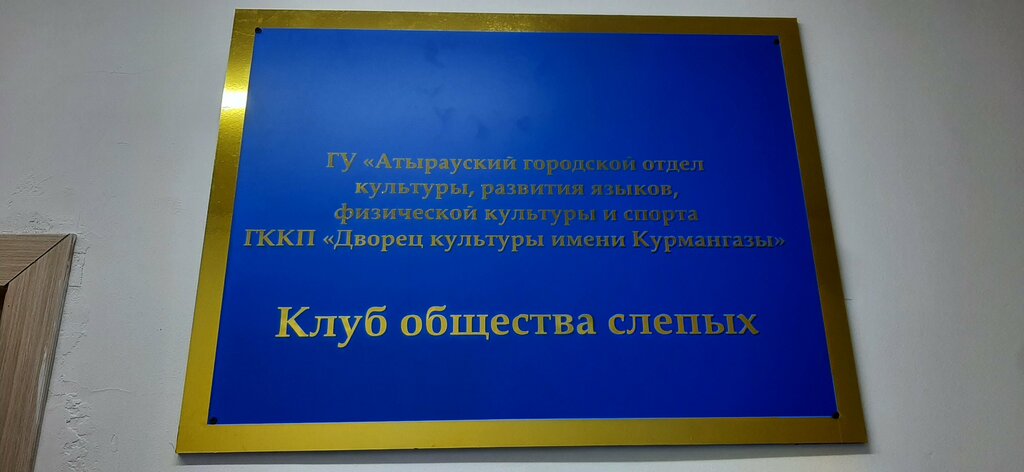 ГУ «Атырауский городской отдел
культуры, развития языков,
физической культуры и спорта
ГККП «Дворец культуры имени Курмангазы»
Клуб общества слепых